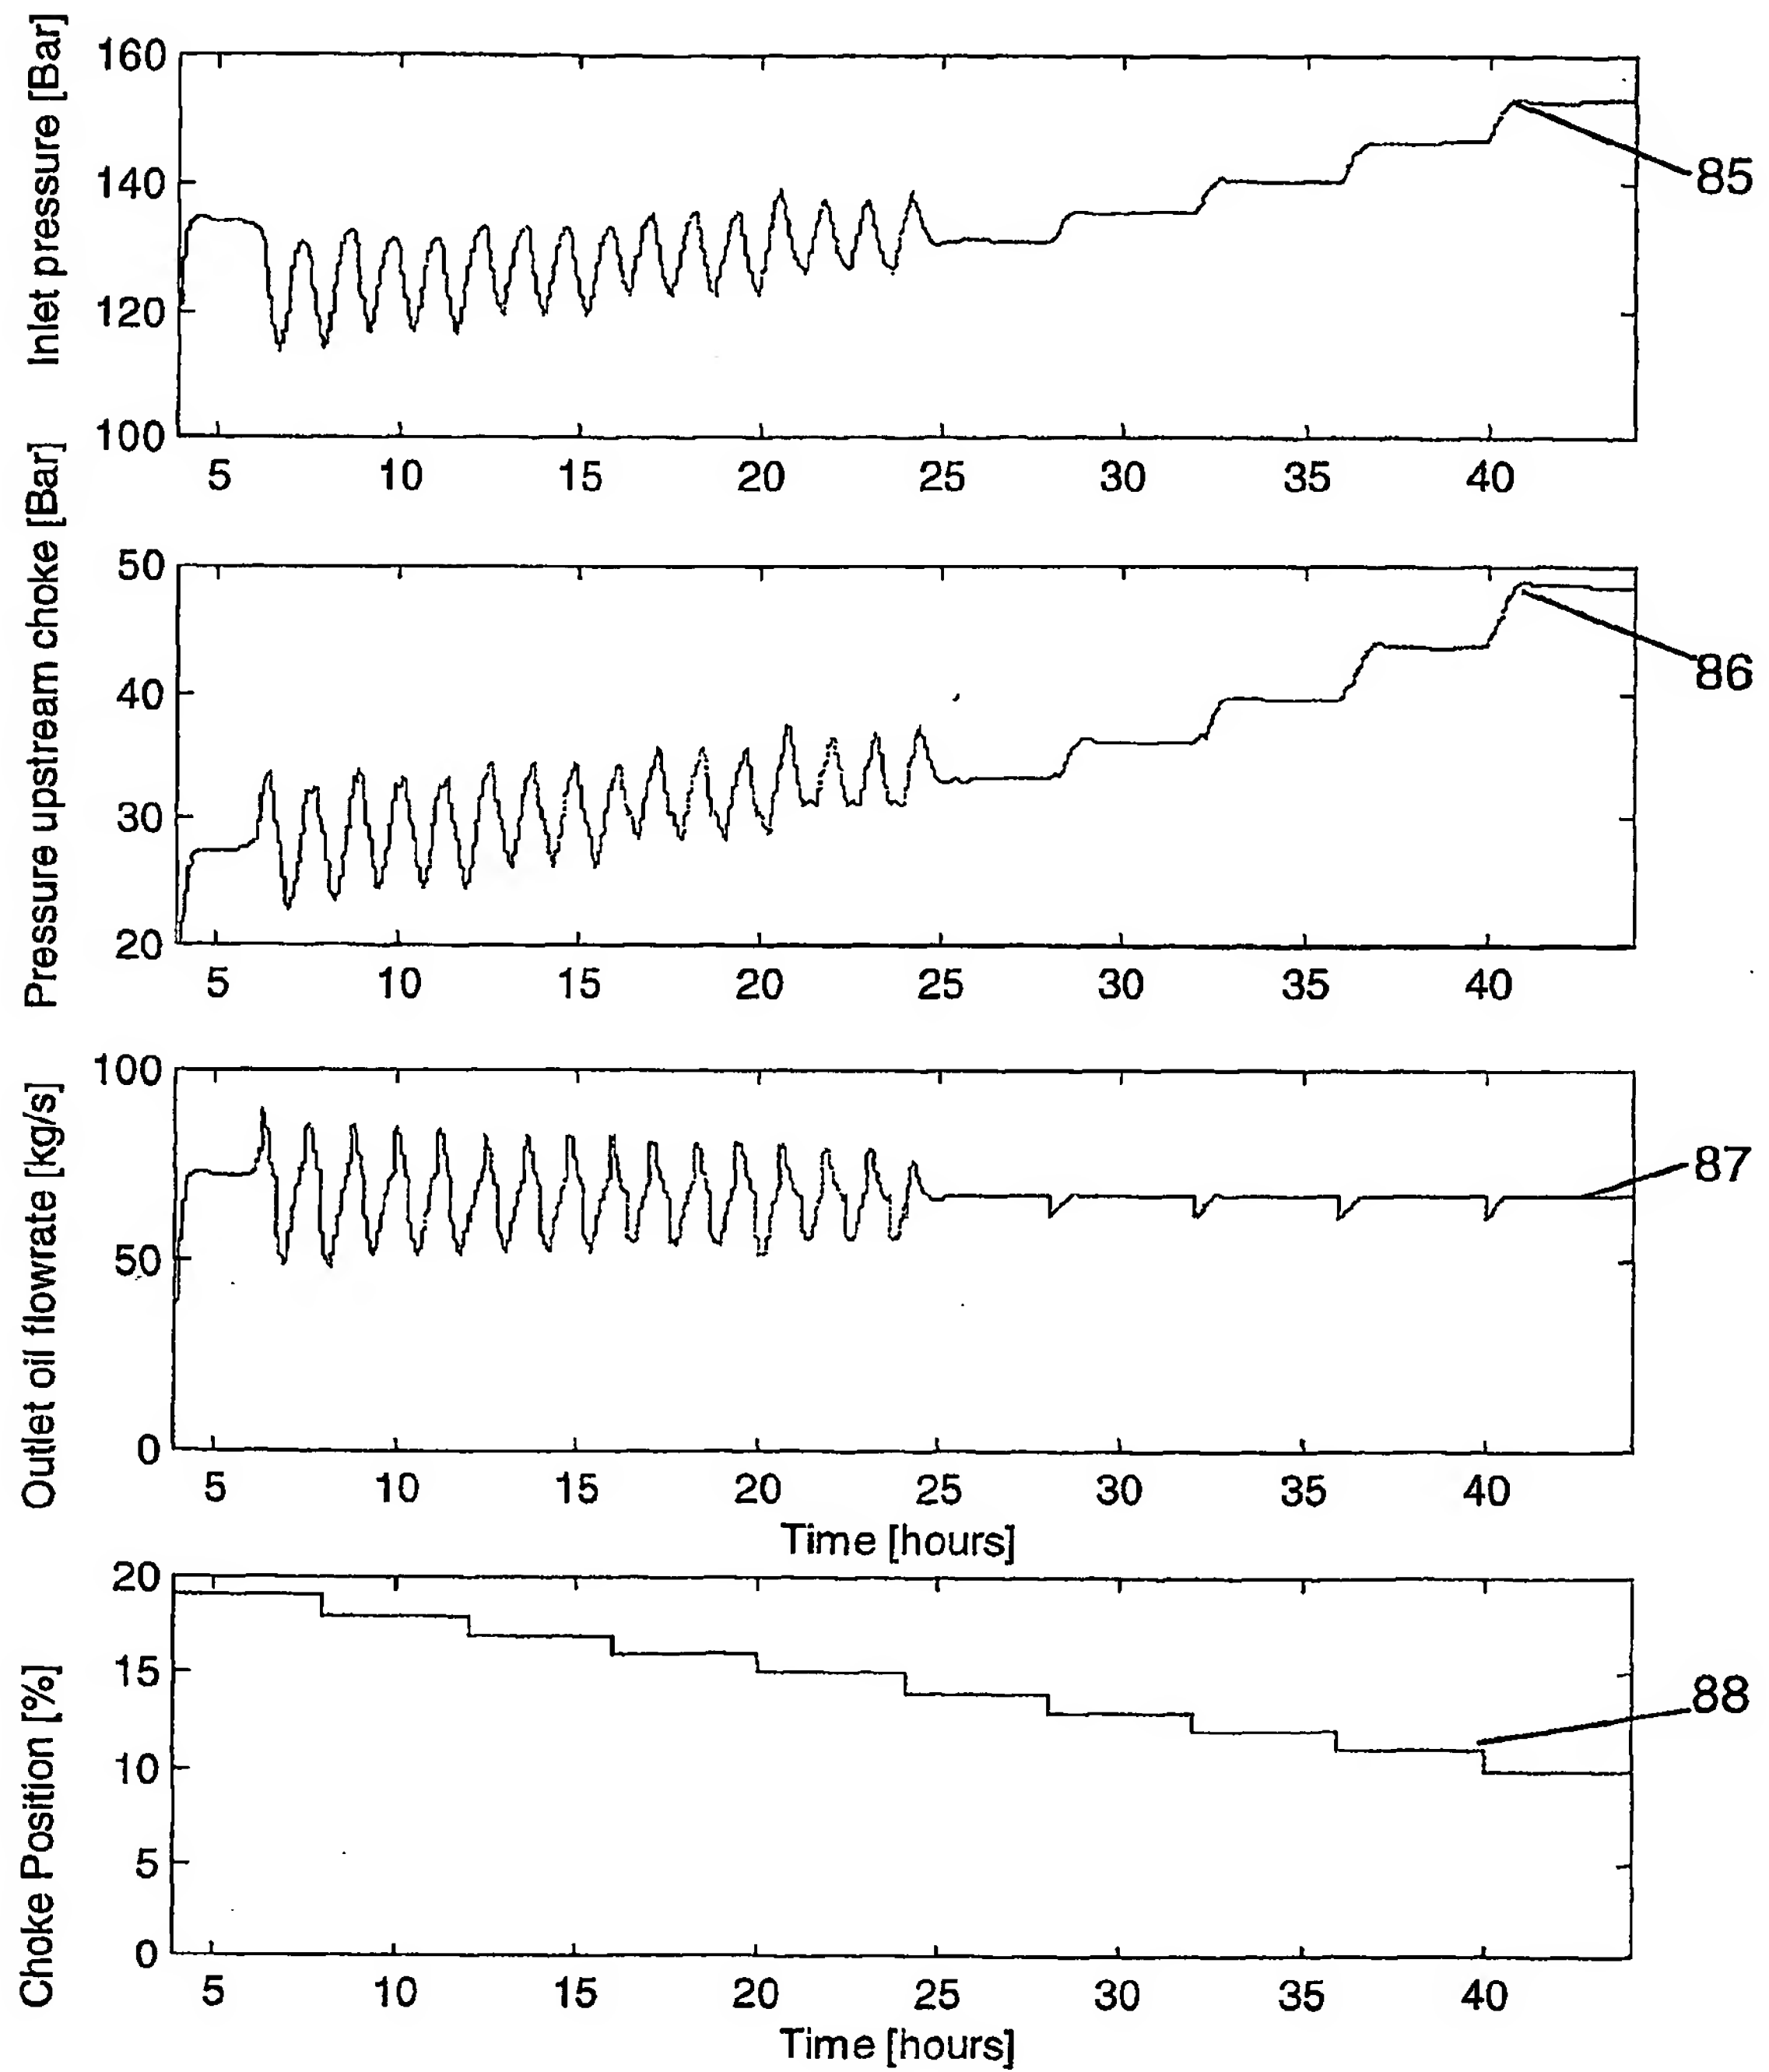 Inlet pressure [Bar]
160
140
120
100
5 10 15 20 25 30 35 40
85
Pressure upstream choke [Bar]
50
40
30
20
5 10 15 20 25 30 35 40
86
Outlet oil flowrate [kg/s]
100
50
0
5 10 15 20 25 30 35 40
Time [hours]
87
Choke Position [%]
20
15
10
5
0
5 10 15 20 25 30 35 40
Time [hours]
88